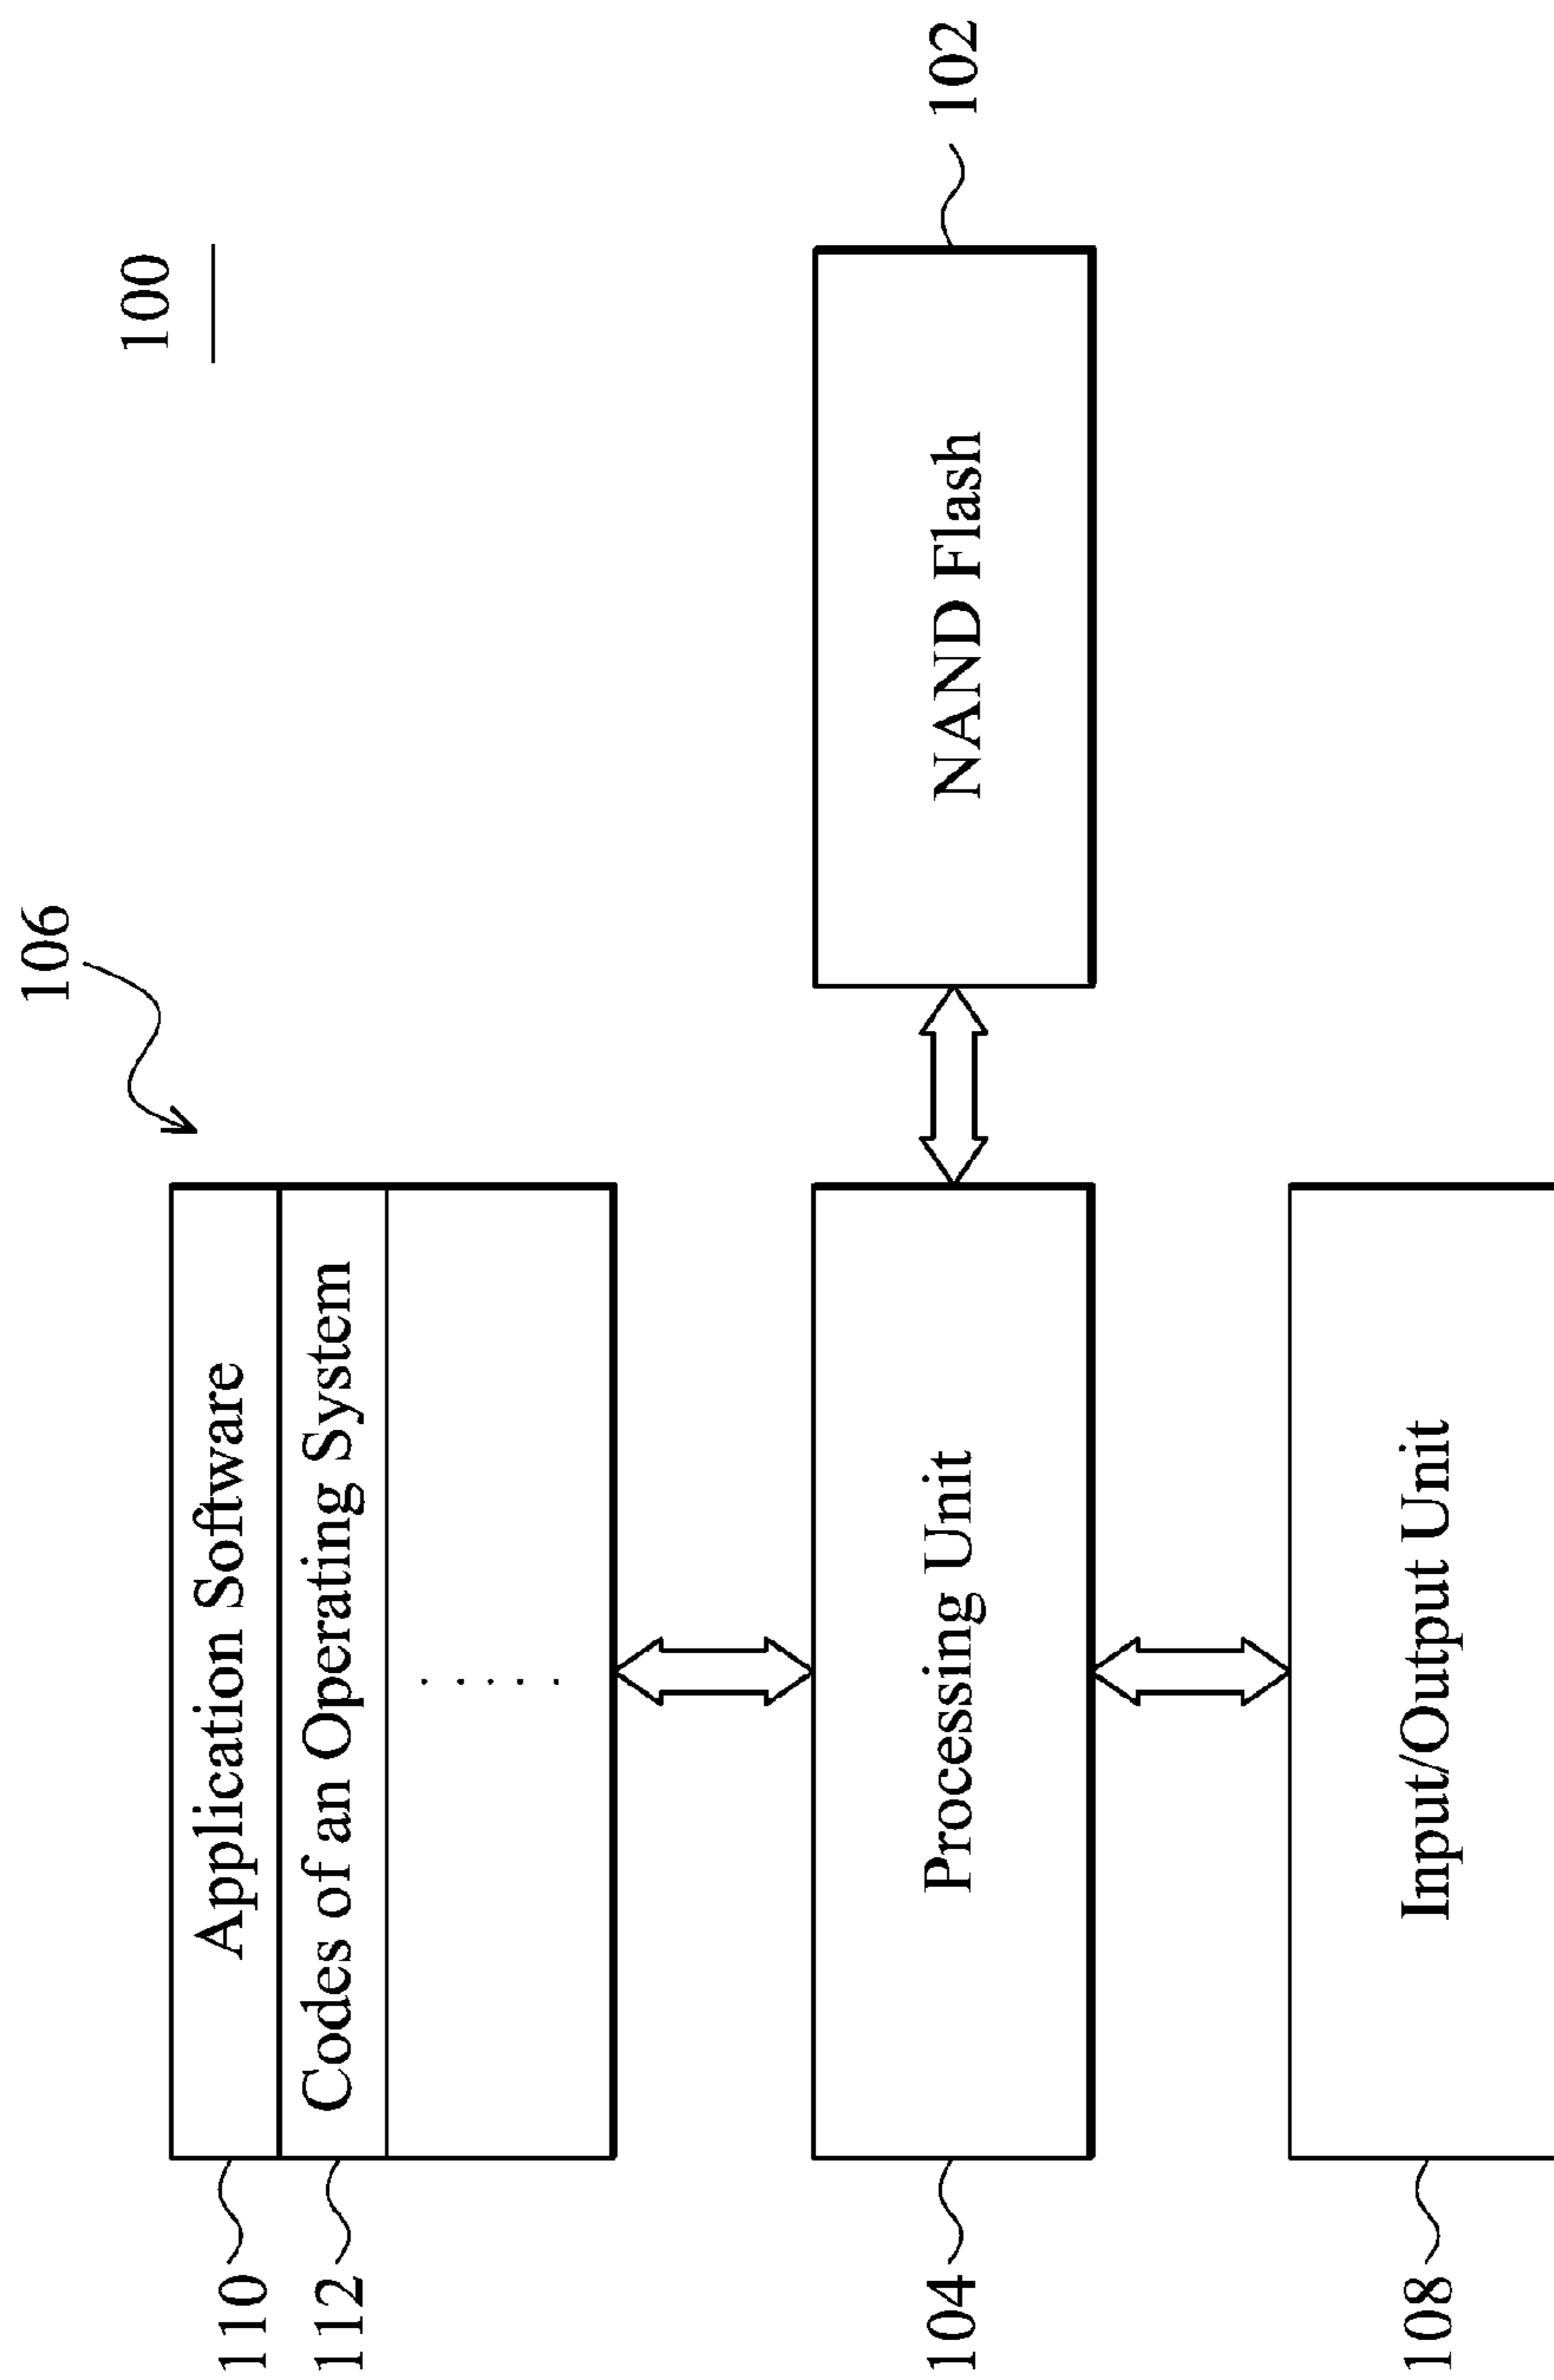 100
106
110
Application Software
112
Codes of an Operating System
.....
104
Processing Unit
NAND Flash
102
108
Input/Output Unit